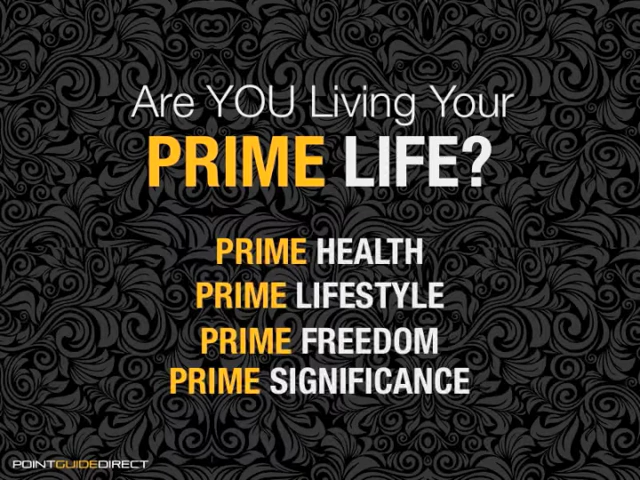 Are YOU Living Your
PRIME LIFE?
PRIME HEALTH
PRIME LIFESTYLE
PRIME FREEDOM
PRIME SIGNIFICANCE
POINTGUIDEDIRECT